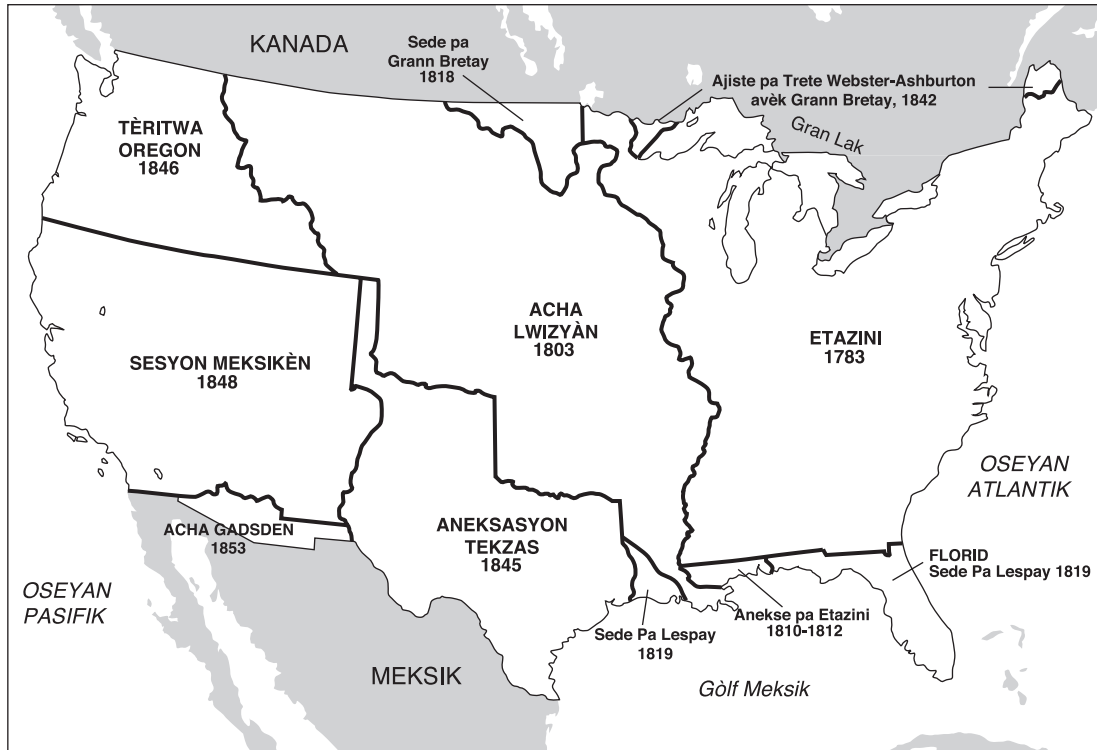 KANADA
Sede pa
Grann Bretay
1818
Ajiste pa Trete Webster-Ashburton
avèk Grann Bretay, 1842
Gran Lak
TÈRITWA
OREGON
1846
ACHA
LWIZYÀN
1803
ETAZINI
1783
SESYON MEKSIKÈN
1848
OSEYAN
ATLANTIK
ACHA GADSDEN
1853
ANEKSASYON
TEKZAS
1845
FLORID
Sede Pa Lespay 1819
OSEYAN
PASIFIK
Anekse pa Etazini
1810-1812
Sede Pa Lespay
1819
MEKSIK
Gòlf Meksik